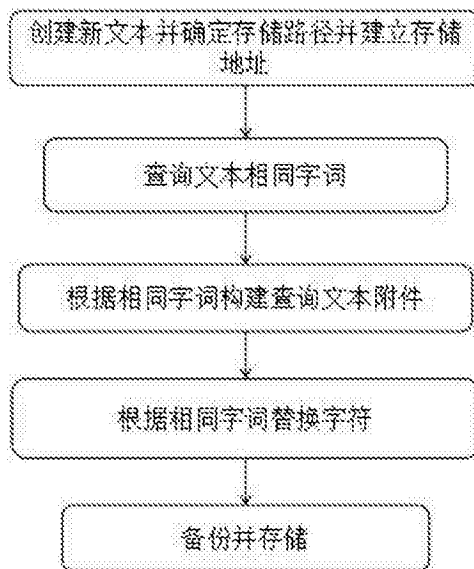 创建新文本并确定存储路径并建立存储
地址
查询文本相同字词
根据相同字词构建查询文本附件
根据相同字词替换字符
备份并存储